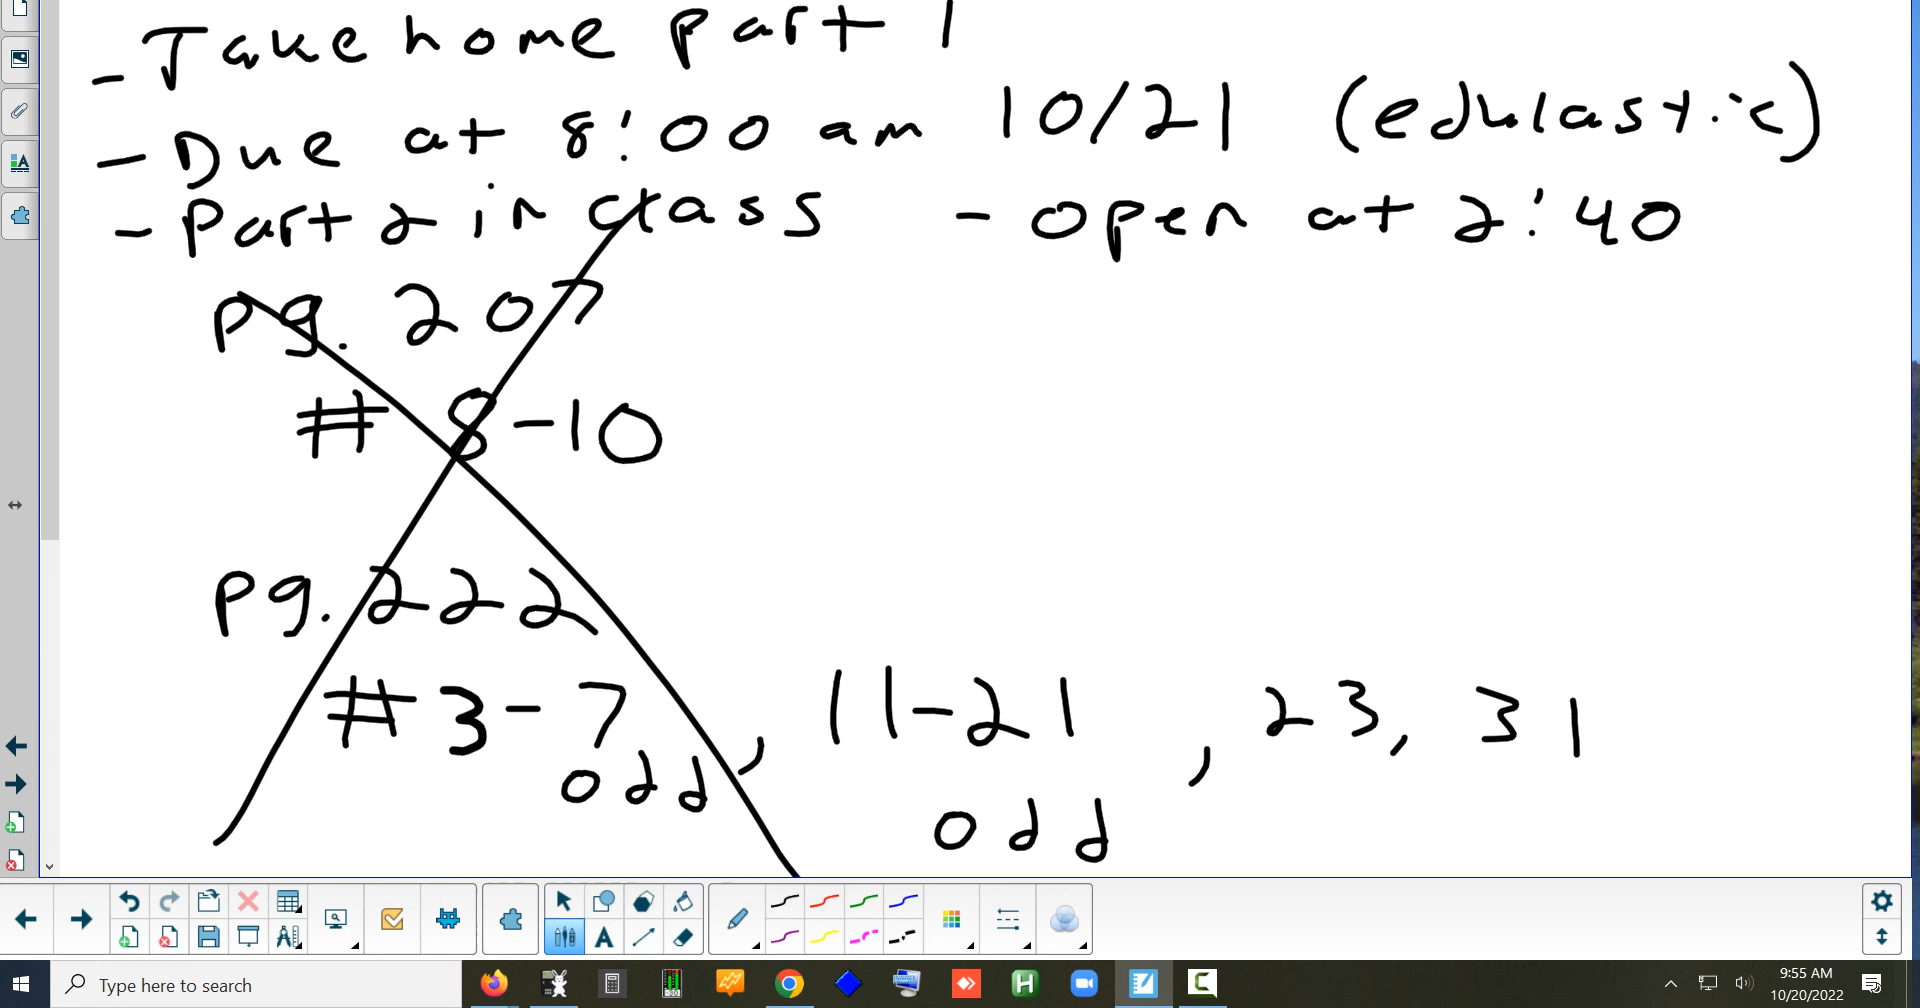 - Take home part 1
- Due at 8:00 am 10/21 (edulastic)
- Part 2 in class - open at 2:40
pg. 207
# 8-10
pg. 222
# 3-7 odd, 11-21 odd, 23, 31
Type here to search
9:55 AM
10/20/2022